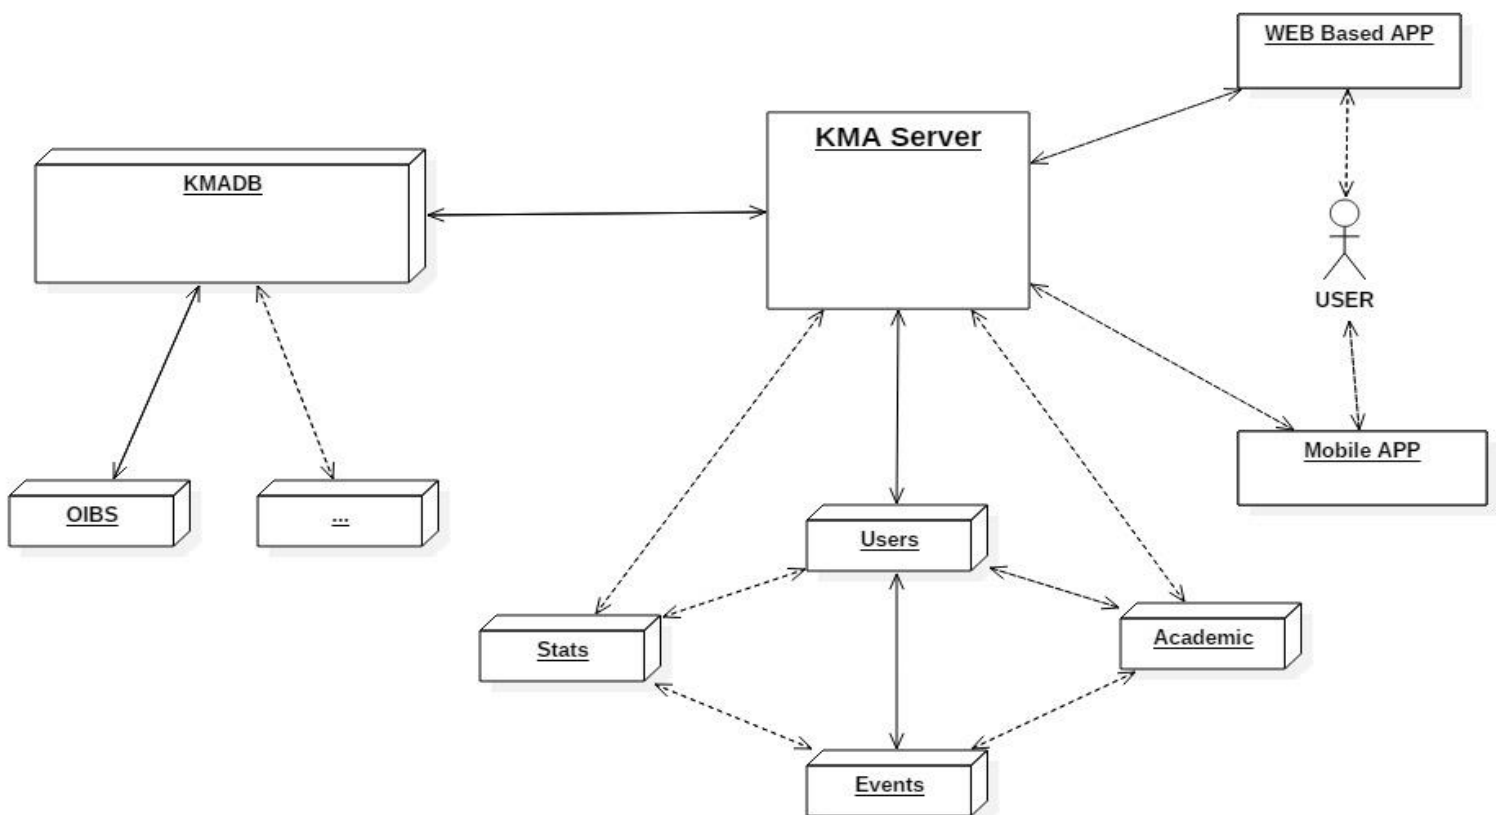 WEB Based APP
KMA Server
KMADB
USER
Mobile APP
OIBS
...
Users
Stats
Academic
Events